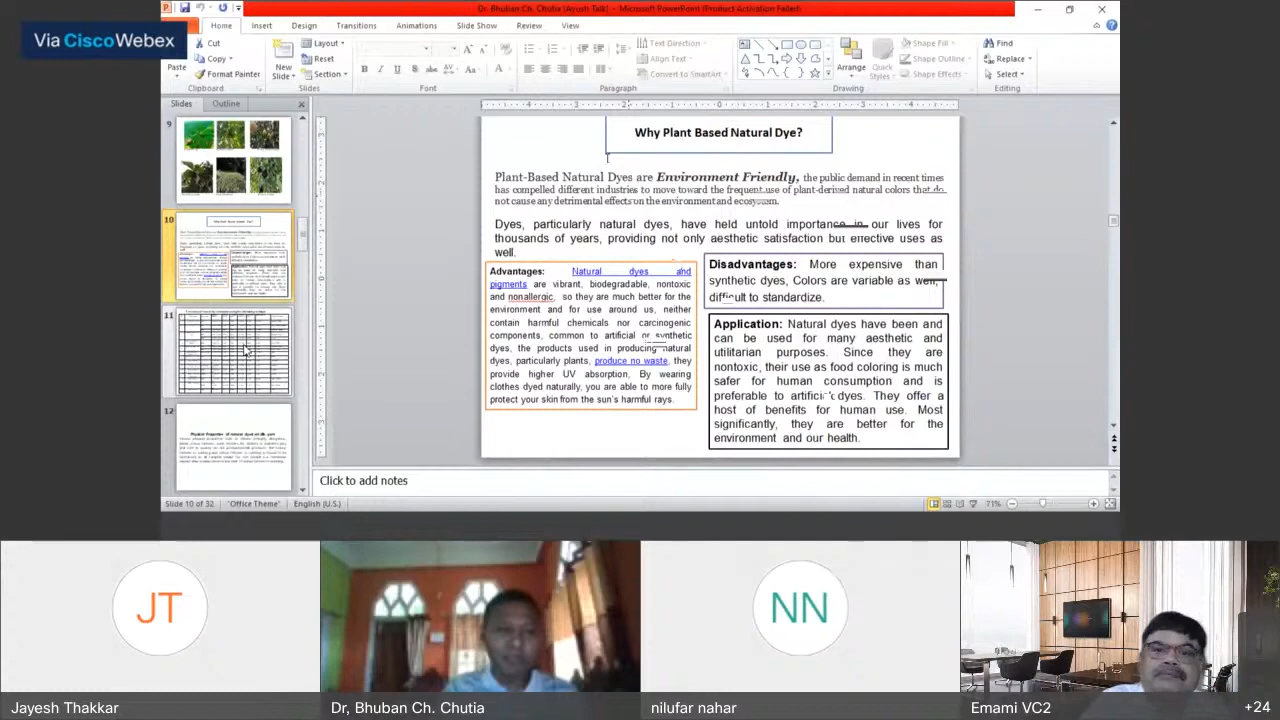 Dr. Bhuban Ch. Chutia (Ayush Talk) - Microsoft PowerPoint (Product Activation Failed)
Via Cisco Webex
Home Insert Design Transitions Animations Slide Show Review View
Paste
Cut
Copy
Format Painter
Clipboard
New
Slide
Layout
Reset
Section
Slides
Font
Text Direction
Align Text
Convert to SmartArt
Paragraph
Arrange
Quick
Styles
Shape Fill
Shape Outline
Shape Effects
Drawing
Find
Replace
Select
Editing
Slides Outline
9
10
11
12
Physical Properties of natural dyed eri silk yarn
Why Plant Based Natural Dye?
Plant-Based Natural Dyes are Environment Friendly, the public demand in recent times
has compelled different industries to move toward the frequent use of plant-derived natural colors that do
not cause any detrimental effects on the environment and ecosystem.
Dyes, particularly natural dyes, have held untold importance in our lives for
thousands of years, providing not only aesthetic satisfaction but effective uses as
well.
Advantages: Natural dyes and
pigments are vibrant, biodegradable, nontoxic
and nonallergic, so they are much better for the
environment and for use around us, neither
contain harmful chemicals nor carcinogenic
components, common to artificial or synthetic
dyes, the products used in producing natural
dyes, particularly plants, produce no waste, they
provide higher UV absorption, By wearing
clothes dyed naturally, you are able to more fully
protect your skin from the sun's harmful rays.
Disadvantages: More expensive than
synthetic dyes, Colors are variable as well,
difficult to standardize.
Application: Natural dyes have been and
can be used for many aesthetic and
utilitarian purposes. Since they are
nontoxic, their use as food coloring is much
safer for human consumption and is
preferable to artificial dyes. They offer a
host of benefits for human use. Most
significantly, they are better for the
environment and our health.
Click to add notes
Slide 10 of 32 "Office Theme" English (U.S.) 71%
JT
NN
Jayesh Thakkar
Dr, Bhuban Ch. Chutia
nilufar nahar
Emami VC2
+24